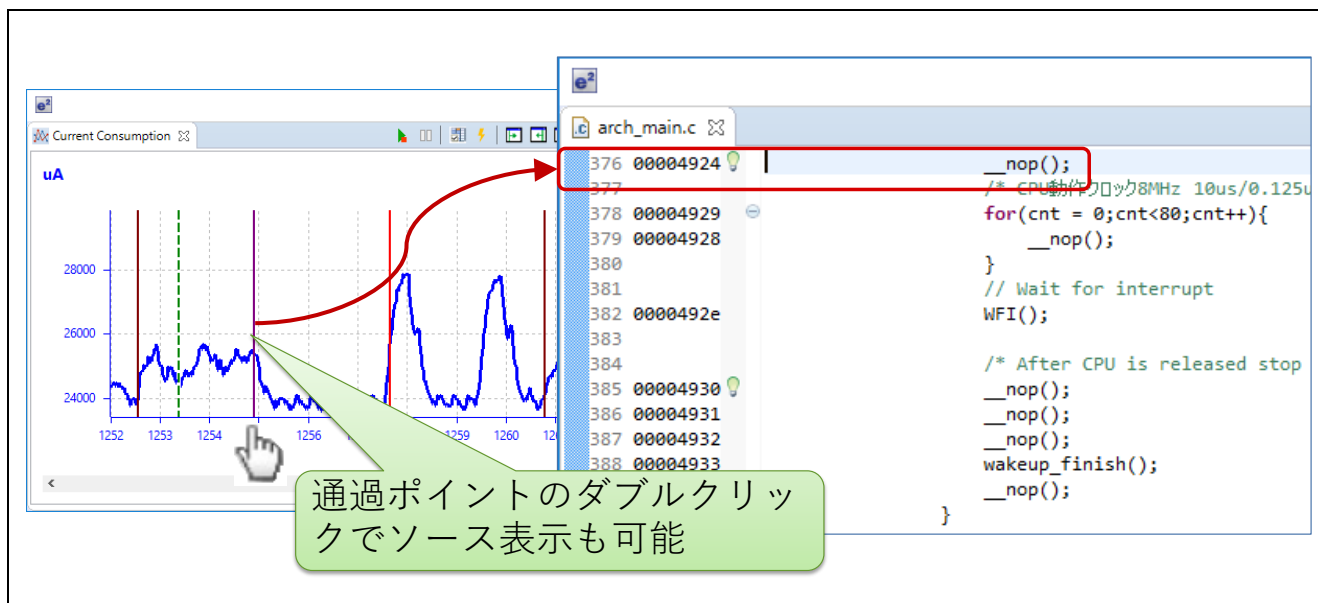 e²
Current Consumption
uA
28000
26000
24000
1252 1253 1254 1256 1259 1260
通過ポイントのダブルクリッ
クでソース表示も可能
e²
.c arch_main.c
376 00004924 __nop();
377 /* CPU動作クロック8MHz 10us/0.125u
378 00004929 for(cnt = 0;cnt<80;cnt++){
379 00004928 __nop();
380 }
381 // Wait for interrupt
382 0000492e WFI();
383
384 /* After CPU is released stop
385 00004930 __nop();
386 00004931 __nop();
387 00004932 __nop();
388 00004933 wakeup_finish();
__nop();
}